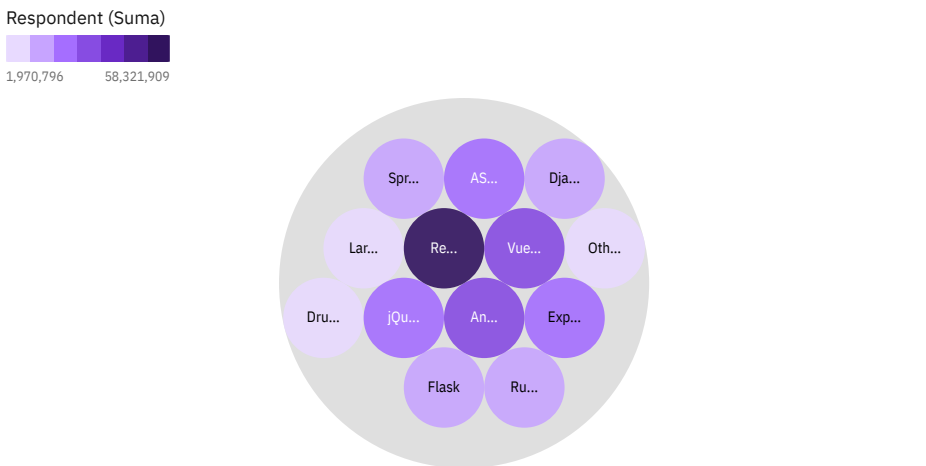 Respondent (Suma)
1,970,796 58,321,909
Spr... AS... Dja...
Lar... Re... Vue... Oth...
Dru... jQu... An... Exp...
Flask Ru...